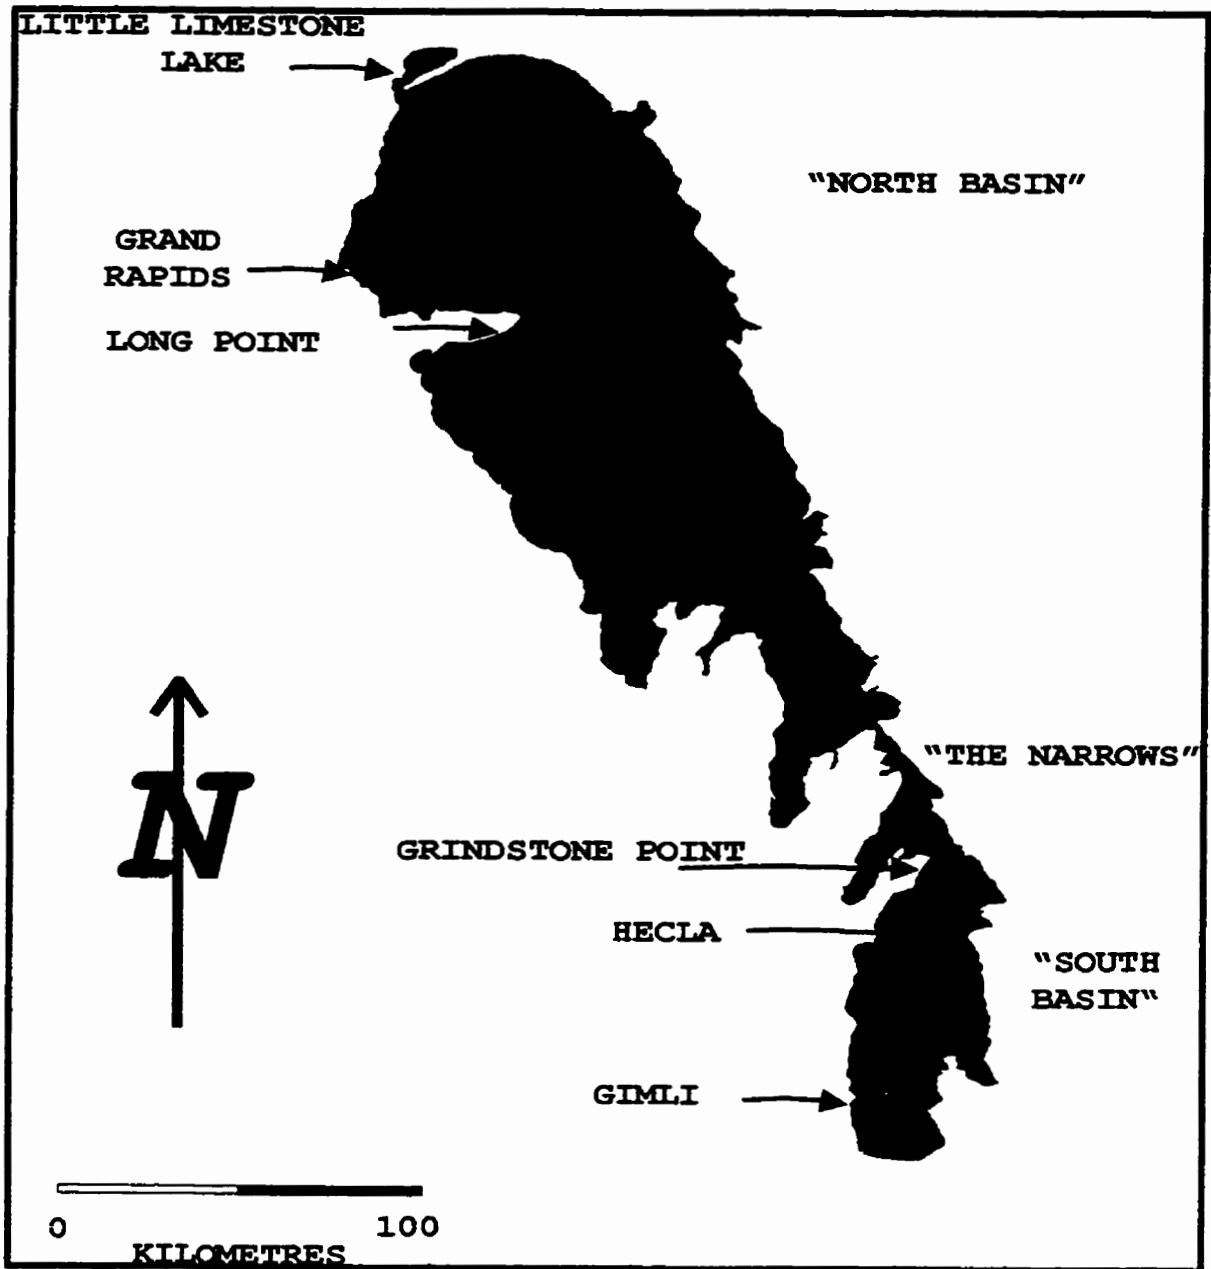 LITTLE LIMESTONE
LAKE
"NORTH BASIN"
GRAND
RAPIDS
LONG POINT
"THE NARROWS"
N
GRINDSTONE POINT
HECLA
"SOUTH
BASIN"
GIMLI
0 100
KILOMETRES